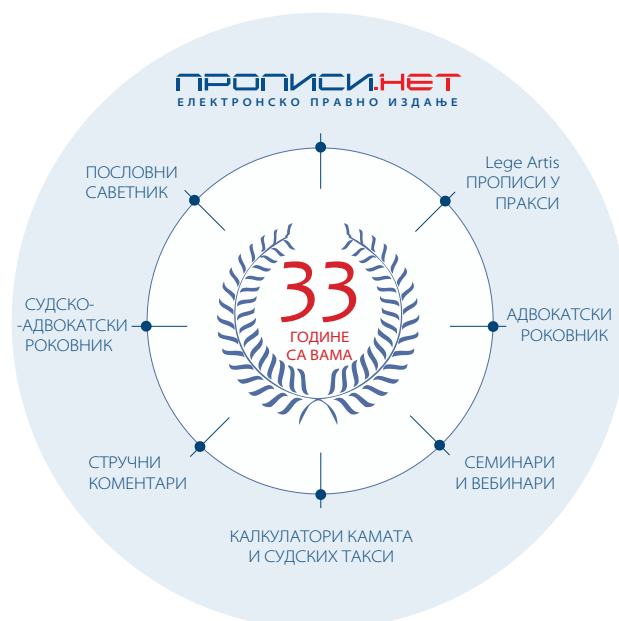 ПРОПИСИ.НЕТ
ЕЛЕКТРОНСКО ПРАВНО ИЗДАЊЕ
Lege Artis
ПРОПИСИ У
ПРАКСИ
АДВОКАТСКИ
РОКОВНИК
СЕМИНАРИ
И ВЕБИНАРИ
КАЛКУЛАТОРИ КАМАТА
И СУДСКИХ ТАКСИ
СТРУЧНИ
КОМЕНТАРИ
СУДСКО-
-АДВОКАТСКИ
РОКОВНИК
ПОСЛОВНИ
САВЕТНИК
33
ГОДИНЕ
СА ВАМА